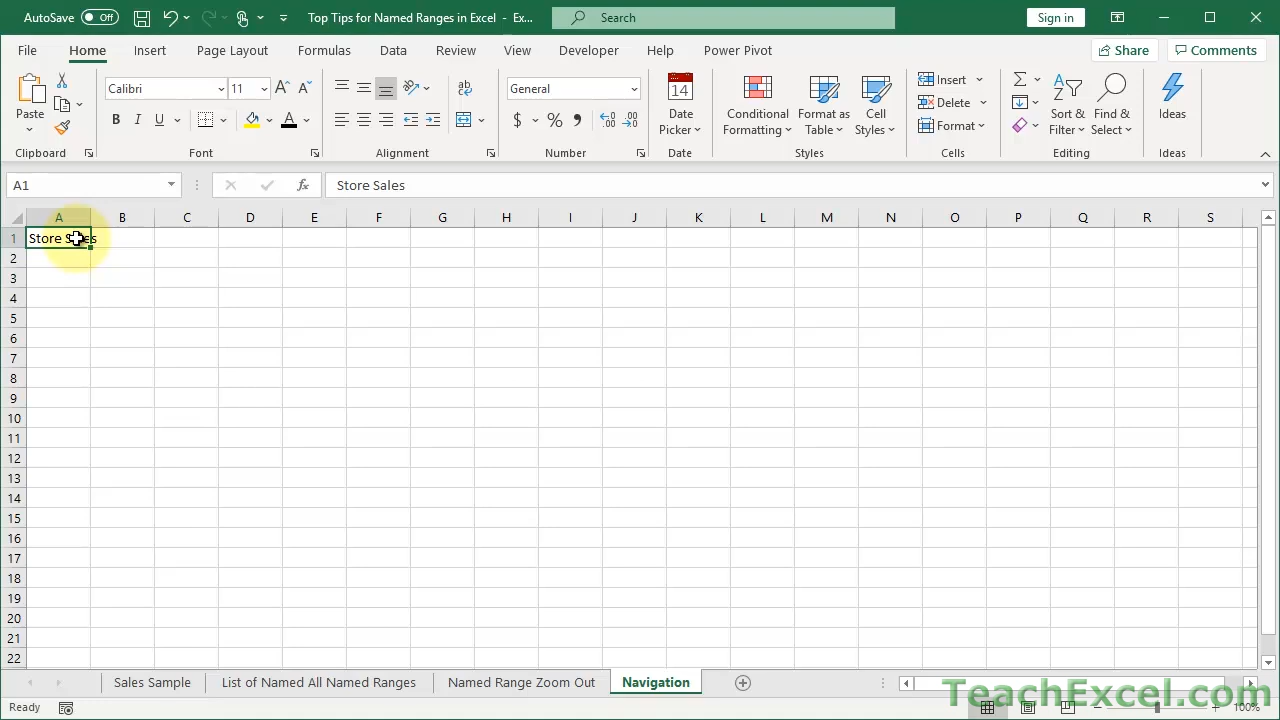 AutoSave Off Top Tips for Named Ranges in Excel - Ex... Search Sign in
File Home Insert Page Layout Formulas Data Review View Developer Help Power Pivot Share Comments
Paste Calibri 11 A A ab General $ % 9 .00 Date Picker Conditional Formatting Format as Table Cell Styles Insert Delete Format Sort & Filter Find & Select Ideas
B I U A
Clipboard Font Alignment Number Date Styles Cells Editing Ideas
A1 fx Store Sales
A B C D E F G H I J K L M N O P Q R S
1 Store Sales
2
3
4
5
6
7
8
9
10
11
12
13
14
15
16
17
18
19
20
21
22
Sales Sample List of Named All Named Ranges Named Range Zoom Out Navigation
TeachExcel.com
Ready 100%